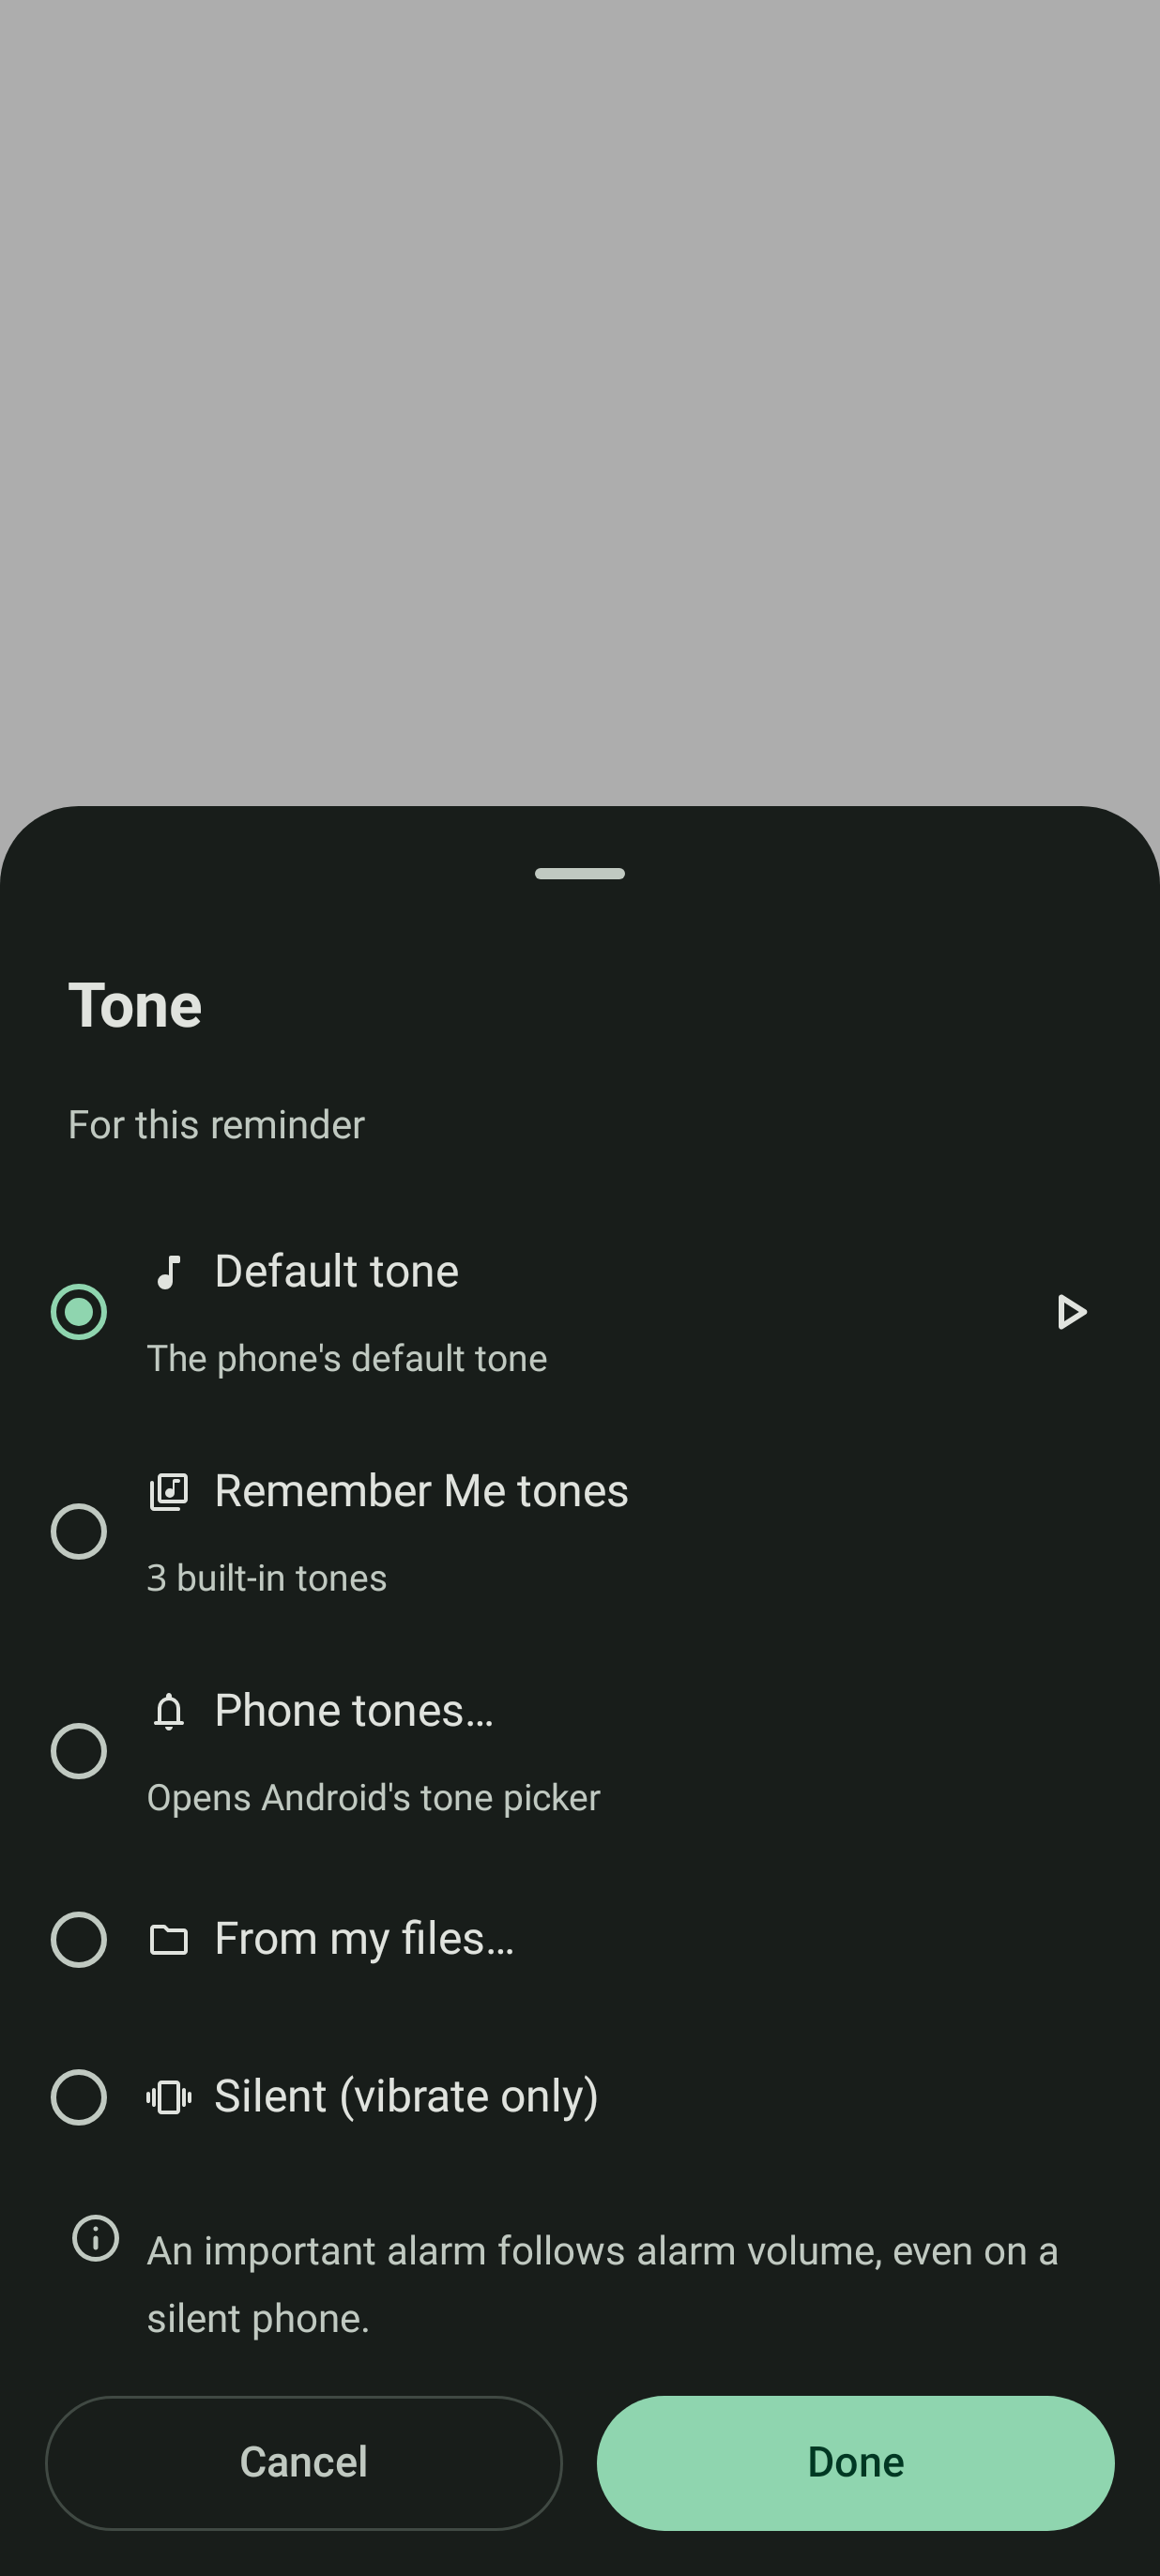 Tone
For this reminder
Default tone
The phone's default tone
Remember Me tones
3 built-in tones
Phone tones…
Opens Android's tone picker
From my files…
Silent (vibrate only)
An important alarm follows alarm volume, even on a
silent phone.
Cancel
Done